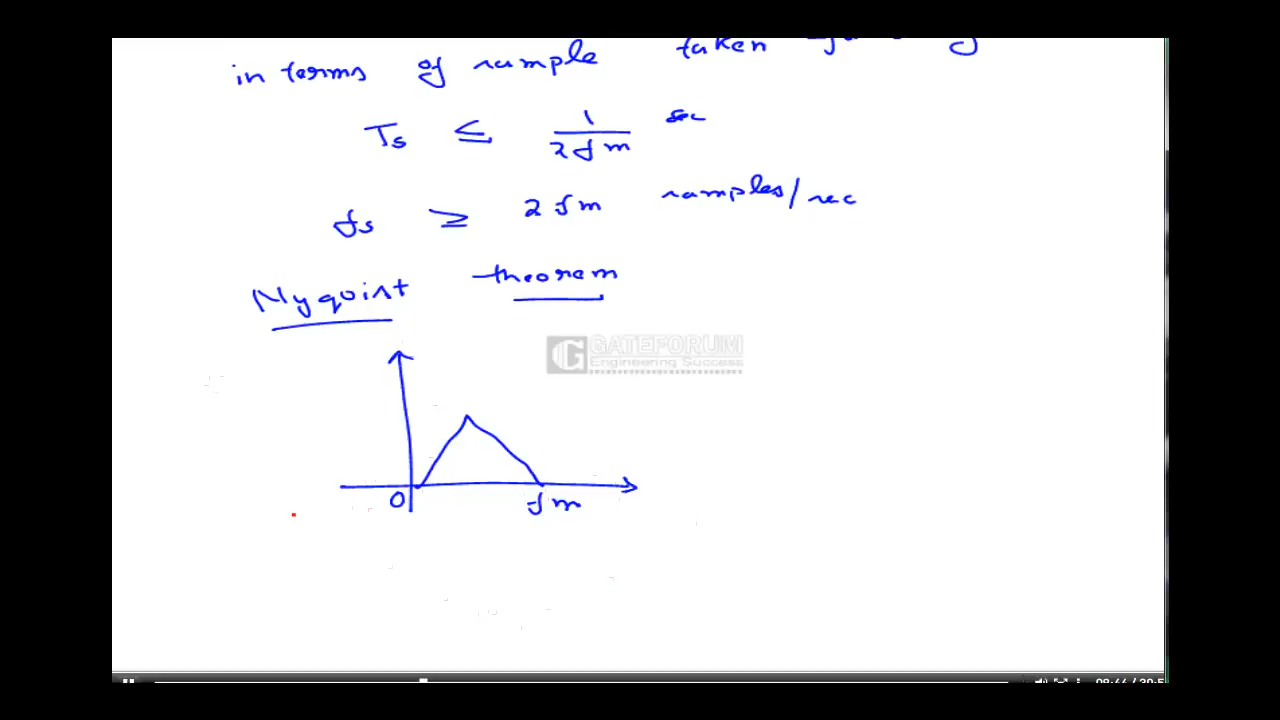 in terms of sample taken
Ts ≤ 1/2fm sec
fs ≥ 2fm samples/sec
Nyquist theorem
GATEFORUM
Engineering Success
0 fm